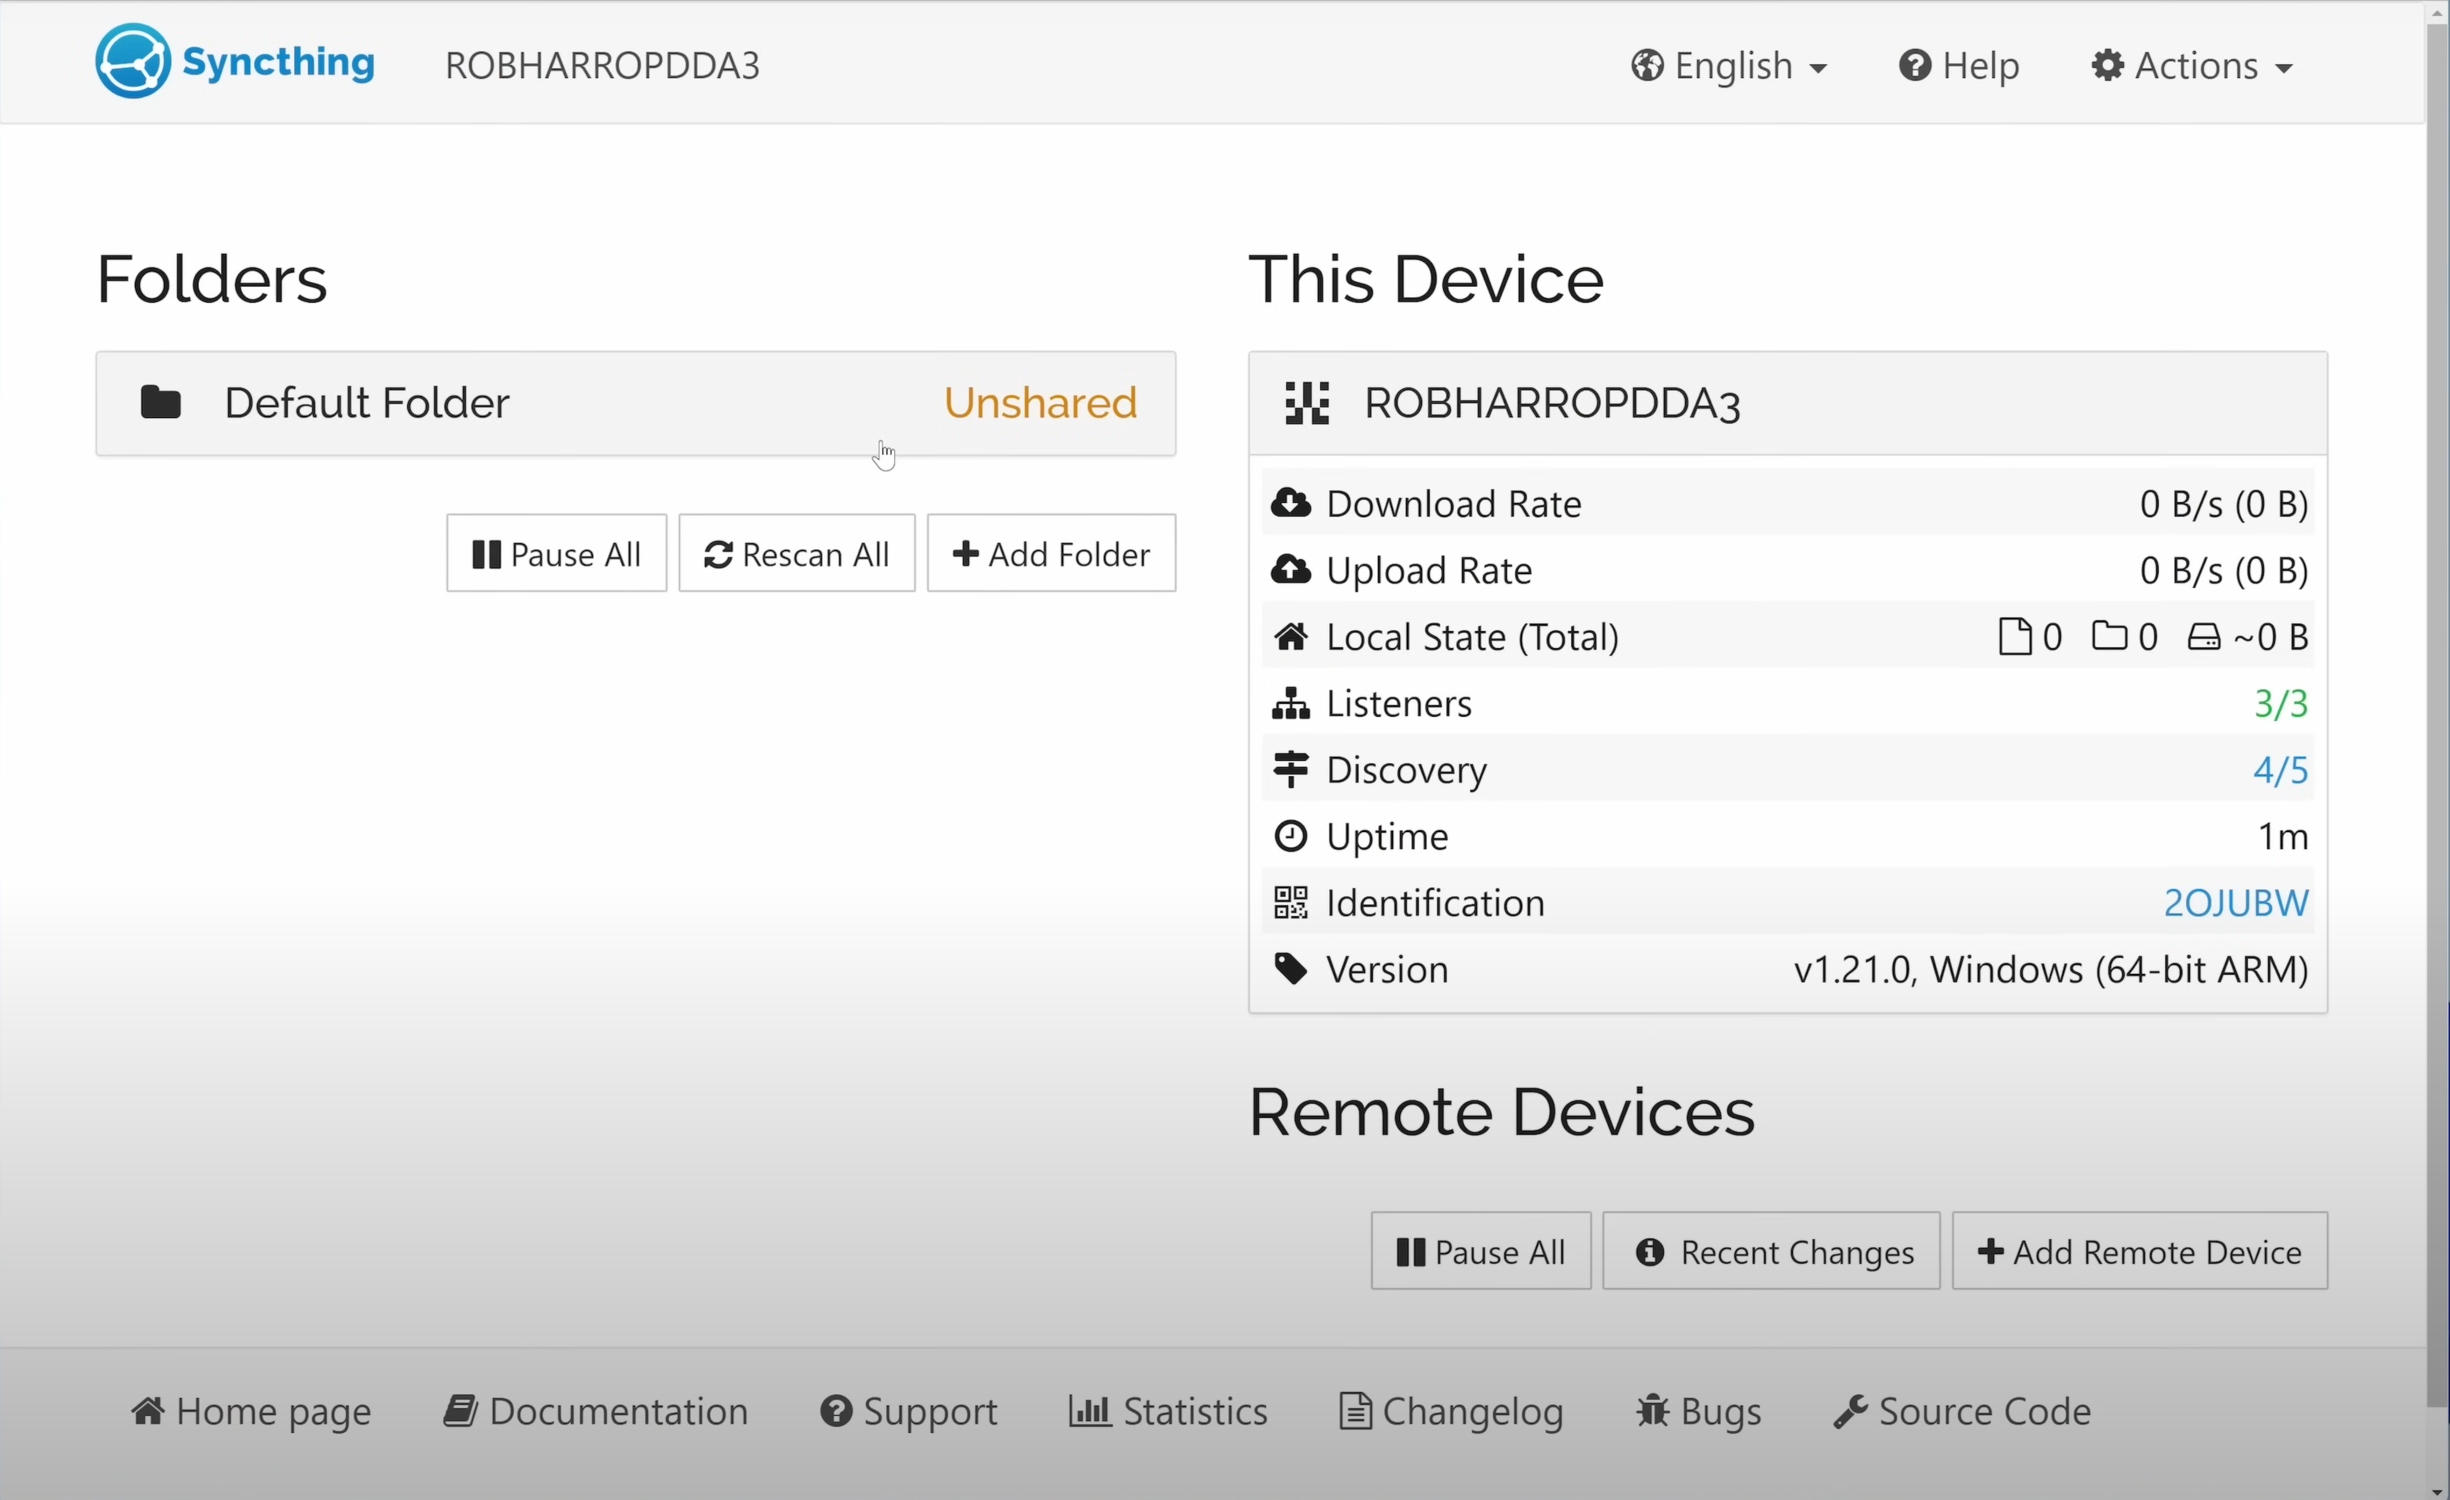 Syncthing ROBHARROPDDA3 English Help Actions
Folders
Default Folder Unshared
Pause All Rescan All Add Folder
This Device
ROBHARROPDDA3
Download Rate 0 B/s (0 B)
Upload Rate 0 B/s (0 B)
Local State (Total) 0 0 ~0 B
Listeners 3/3
Discovery 4/5
Uptime 1m
Identification 2OJUBW
Version v1.21.0, Windows (64-bit ARM)
Remote Devices
Pause All Recent Changes Add Remote Device
Home page Documentation Support Statistics Changelog Bugs Source Code